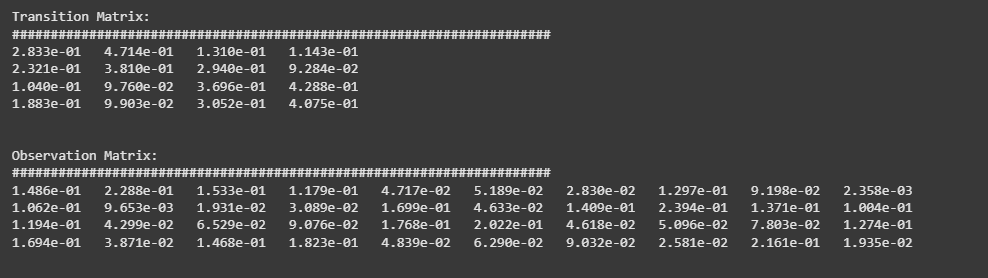 Transition Matrix:
####################################################################
2.833e-01 4.714e-01 1.310e-01 1.143e-01
2.321e-01 3.810e-01 2.940e-01 9.284e-02
1.040e-01 9.760e-02 3.696e-01 4.288e-01
1.883e-01 9.903e-02 3.052e-01 4.075e-01
Observation Matrix:
####################################################################
1.486e-01 2.288e-01 1.533e-01 1.179e-01 4.717e-02 5.189e-02 2.830e-02 1.297e-01 9.198e-02 2.358e-03
1.062e-01 9.653e-03 1.931e-02 3.089e-02 1.699e-01 4.633e-02 1.409e-01 2.394e-01 1.371e-01 1.004e-01
1.194e-01 4.299e-02 6.529e-02 9.076e-02 1.768e-01 2.022e-01 4.618e-02 5.096e-02 7.803e-02 1.274e-01
1.694e-01 3.871e-02 1.468e-01 1.823e-01 4.839e-02 6.290e-02 9.032e-02 2.581e-02 2.161e-01 1.935e-02